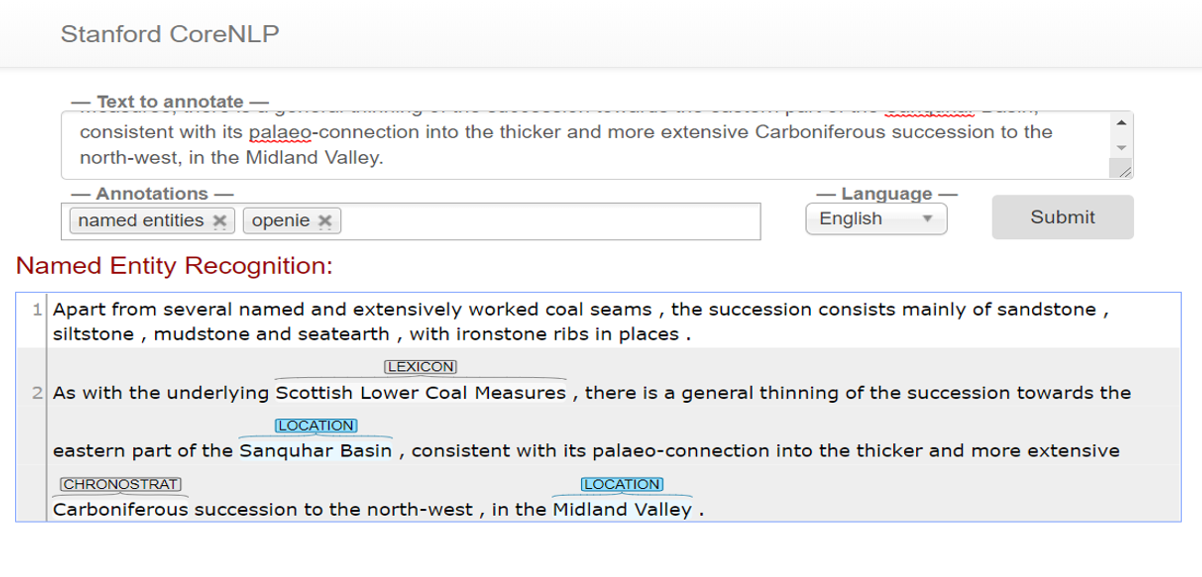 Stanford CoreNLP
— Text to annotate —
consistent with its palaeo-connection into the thicker and more extensive Carboniferous succession to the
north-west, in the Midland Valley.
— Annotations —
— Language —
named entities × openie ×
English
Submit
Named Entity Recognition:
1 Apart from several named and extensively worked coal seams , the succession consists mainly of sandstone ,
siltstone , mudstone and seatearth , with ironstone ribs in places .
LEXICON
2 As with the underlying Scottish Lower Coal Measures , there is a general thinning of the succession towards the
LOCATION
eastern part of the Sanquhar Basin , consistent with its palaeo-connection into the thicker and more extensive
CHRONOSTRAT LOCATION
Carboniferous succession to the north-west , in the Midland Valley .